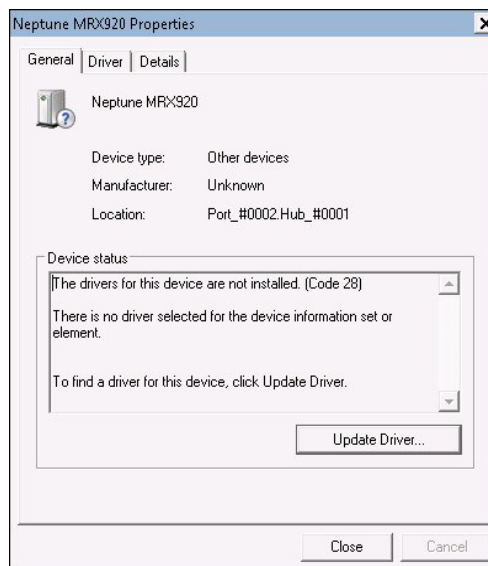 Neptune MRX920 Properties
General
Driver
Details
Neptune MRX920
Device type: Other devices
Manufacturer: Unknown
Location: Port_#0002.Hub_#0001
Device status
The drivers for this device are not installed. (Code 28)
There is no driver selected for the device information set or
element.
To find a driver for this device, click Update Driver.
Update Driver...
Close
Cancel